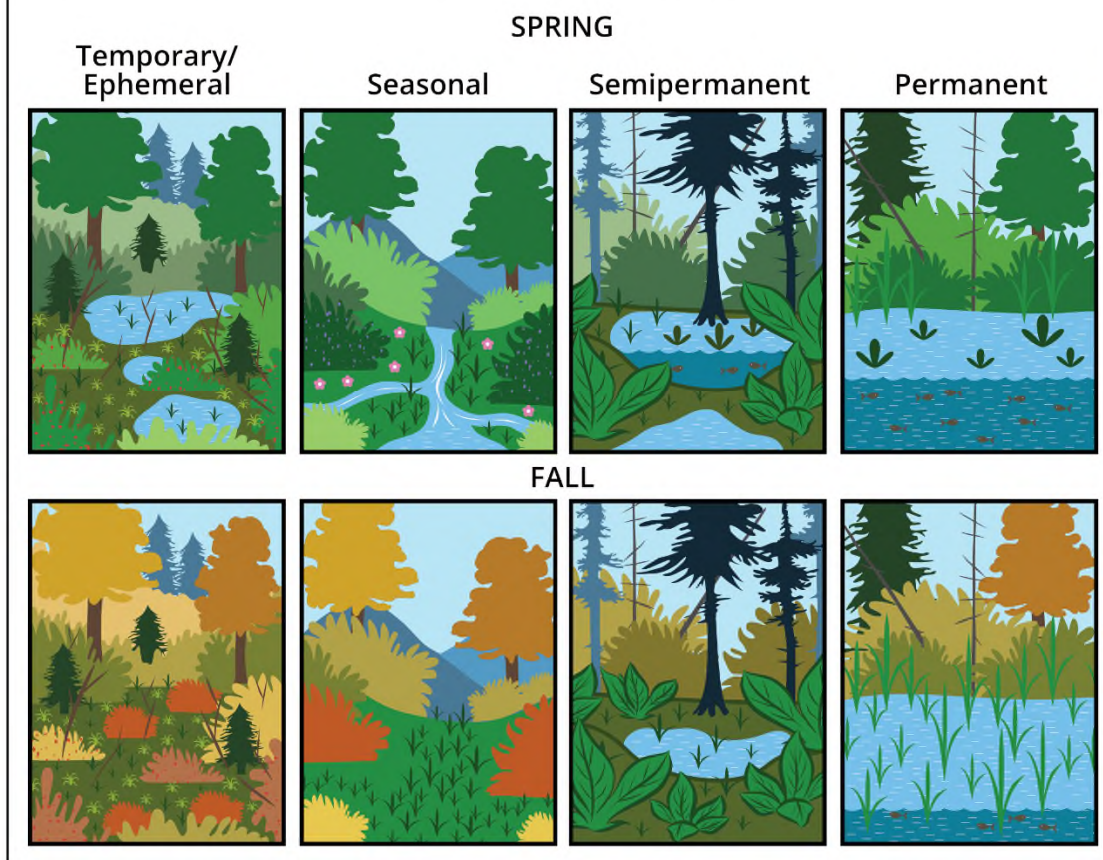 SPRING
Temporary/
Ephemeral
Seasonal
Semipermanent
Permanent
FALL